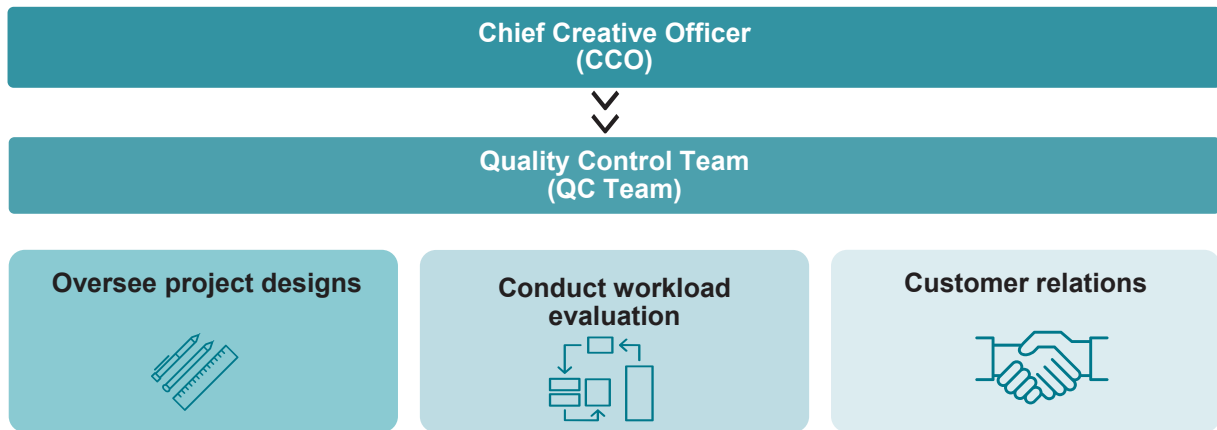 Chief Creative Officer
(CCO)
Quality Control Team
(QC Team)
Oversee project designs
Conduct workload
evaluation
Customer relations